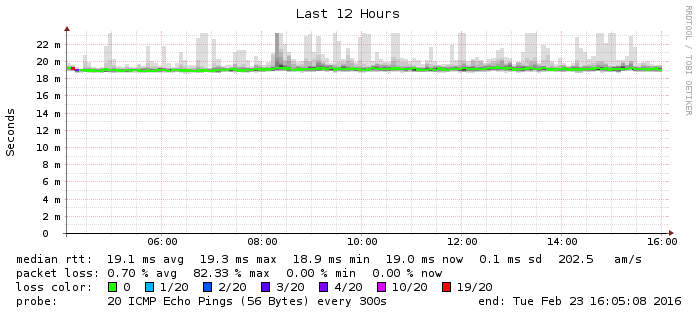 Last 12 Hours
RRDTOOL / TOBI OETIKER
Seconds
22 m
20 m
18 m
16 m
14 m
12 m
10 m
8 m
6 m
4 m
2 m
0
06:00 08:00 10:00 12:00 14:00 16:00
median rtt: 19.1 ms avg 19.3 ms max 18.9 ms min 19.0 ms now 0.1 ms sd 202.5 am/s
packet loss: 0.70 % avg 82.33 % max 0.00 % min 0.00 % now
loss color: 0 1/20 2/20 3/20 4/20 10/20 19/20
probe: 20 ICMP Echo Pings (56 Bytes) every 300s end: Tue Feb 23 16:05:08 2016